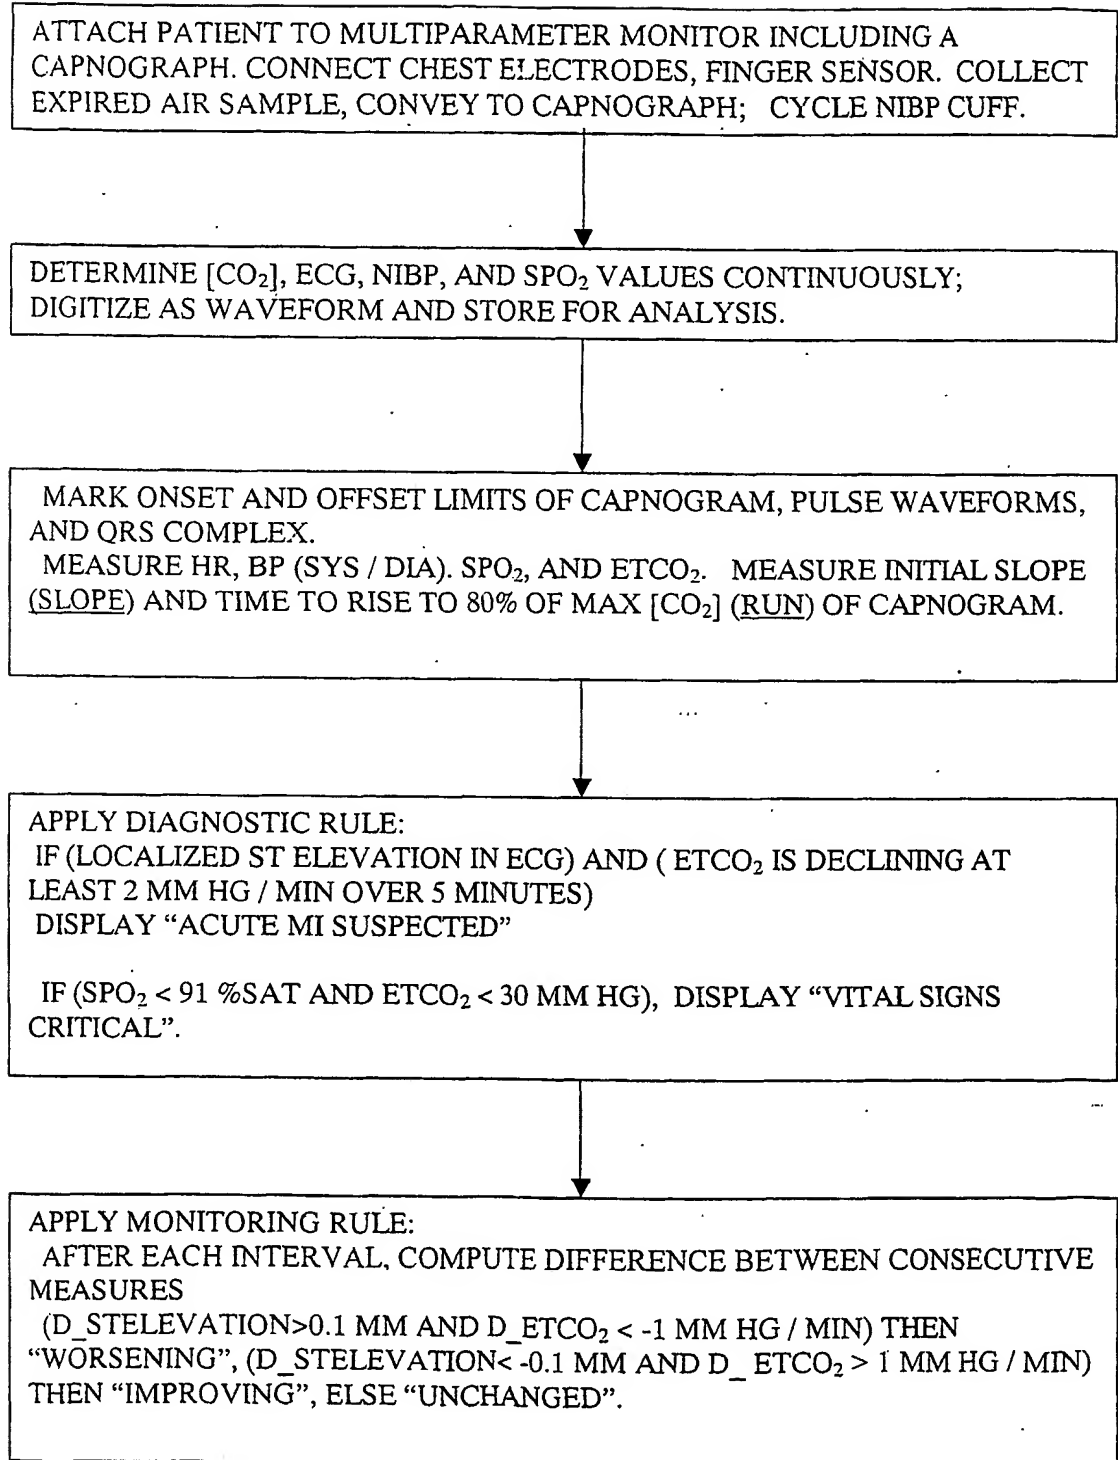 ATTACH PATIENT TO MULTIPARAMETER MONITOR INCLUDING A
CAPNOGRAPH. CONNECT CHEST ELECTRODES, FINGER SENSOR. COLLECT
EXPIRED AIR SAMPLE, CONVEY TO CAPNOGRAPH; CYCLE NIBP CUFF.
DETERMINE [CO₂], ECG, NIBP, AND SPO₂ VALUES CONTINUOUSLY;
DIGITIZE AS WAVEFORM AND STORE FOR ANALYSIS.
MARK ONSET AND OFFSET LIMITS OF CAPNOGRAM, PULSE WAVEFORMS,
AND QRS COMPLEX.
MEASURE HR, BP (SYS / DIA). SPO₂, AND ETCO₂. MEASURE INITIAL SLOPE
(SLOPE) AND TIME TO RISE TO 80% OF MAX [CO₂] (RUN) OF CAPNOGRAM.
APPLY DIAGNOSTIC RULE:
IF (LOCALIZED ST ELEVATION IN ECG) AND ( ETCO₂ IS DECLINING AT
LEAST 2 MM HG / MIN OVER 5 MINUTES)
DISPLAY “ACUTE MI SUSPECTED”
IF (SPO₂ < 91 %SAT AND ETCO₂ < 30 MM HG), DISPLAY “VITAL SIGNS
CRITICAL”.
APPLY MONITORING RULE:
AFTER EACH INTERVAL, COMPUTE DIFFERENCE BETWEEN CONSECUTIVE
MEASURES
(D_STELEVATION>0.1 MM AND D_ETCO₂ < -1 MM HG / MIN) THEN
“WORSENING”, (D_STELEVATION< -0.1 MM AND D_ ETCO₂ > 1 MM HG / MIN)
THEN “IMPROVING”, ELSE “UNCHANGED”.